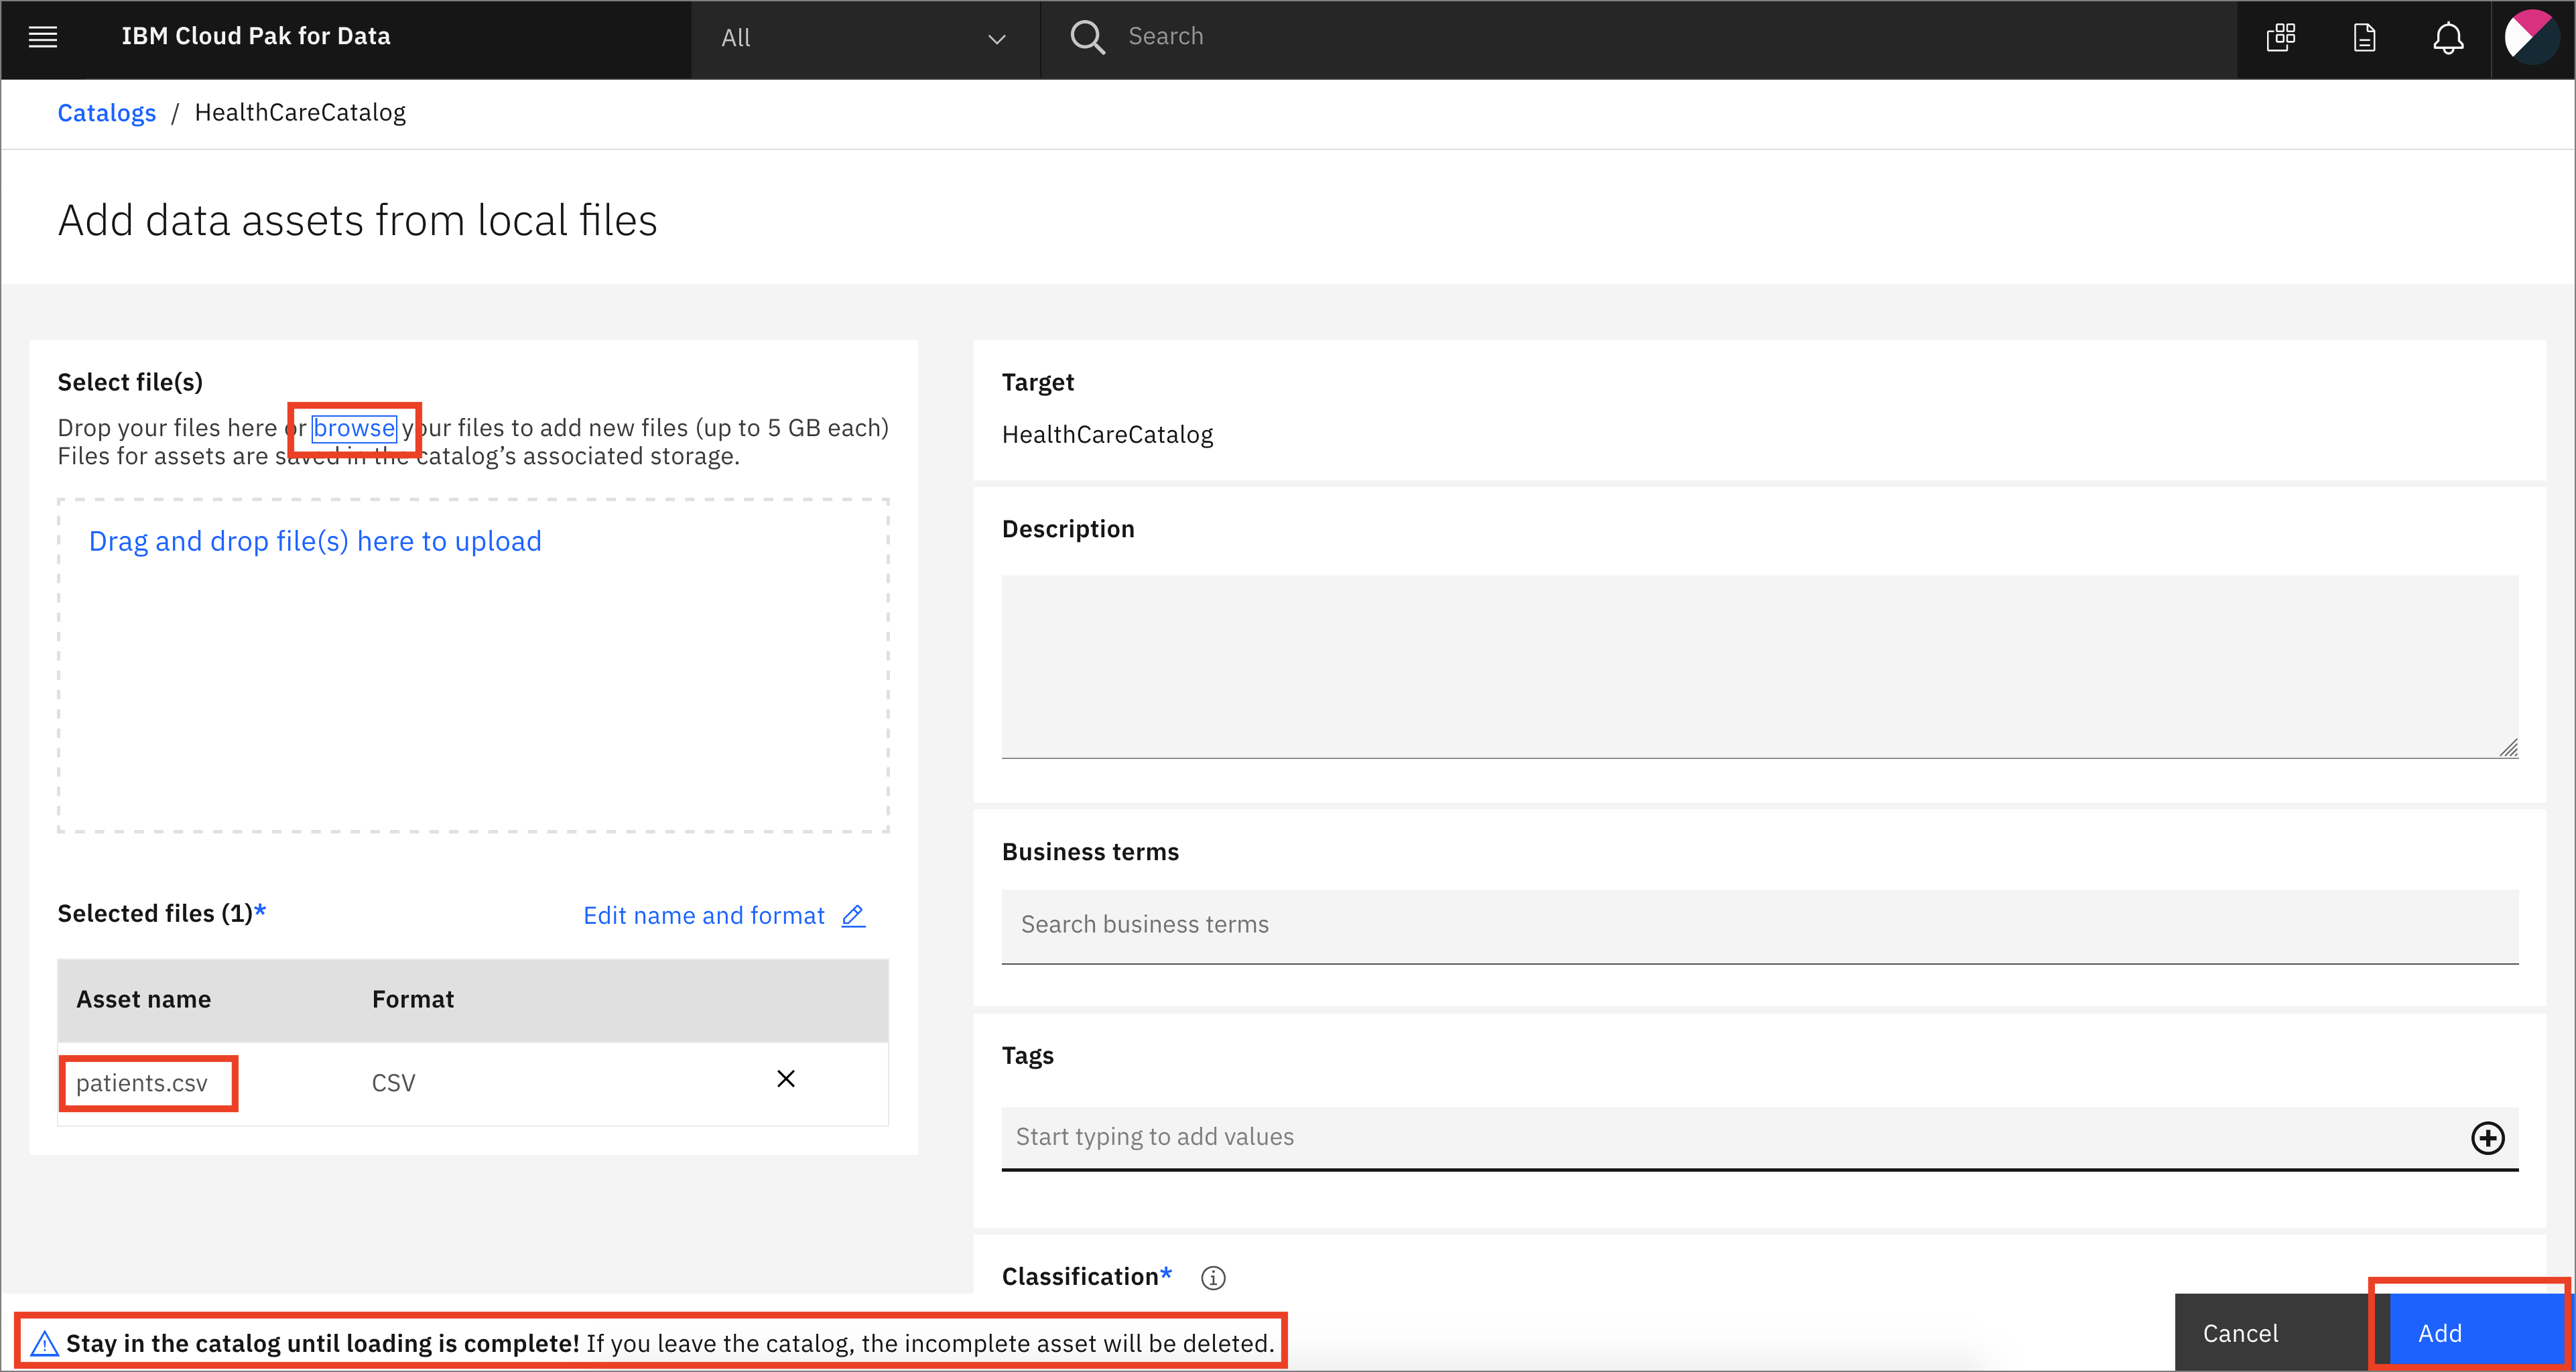 IBM Cloud Pak for Data
All
Search
Catalogs / HealthCareCatalog
Add data assets from local files
Select file(s)
Drop your files here or browse your files to add new files (up to 5 GB each)
Files for assets are saved in the catalog’s associated storage.
Drag and drop file(s) here to upload
Selected files (1)*
Edit name and format
Asset name Format
patients.csv CSV
Target
HealthCareCatalog
Description
Business terms
Search business terms
Tags
Start typing to add values
Classification*
Stay in the catalog until loading is complete! If you leave the catalog, the incomplete asset will be deleted.
Cancel
Add